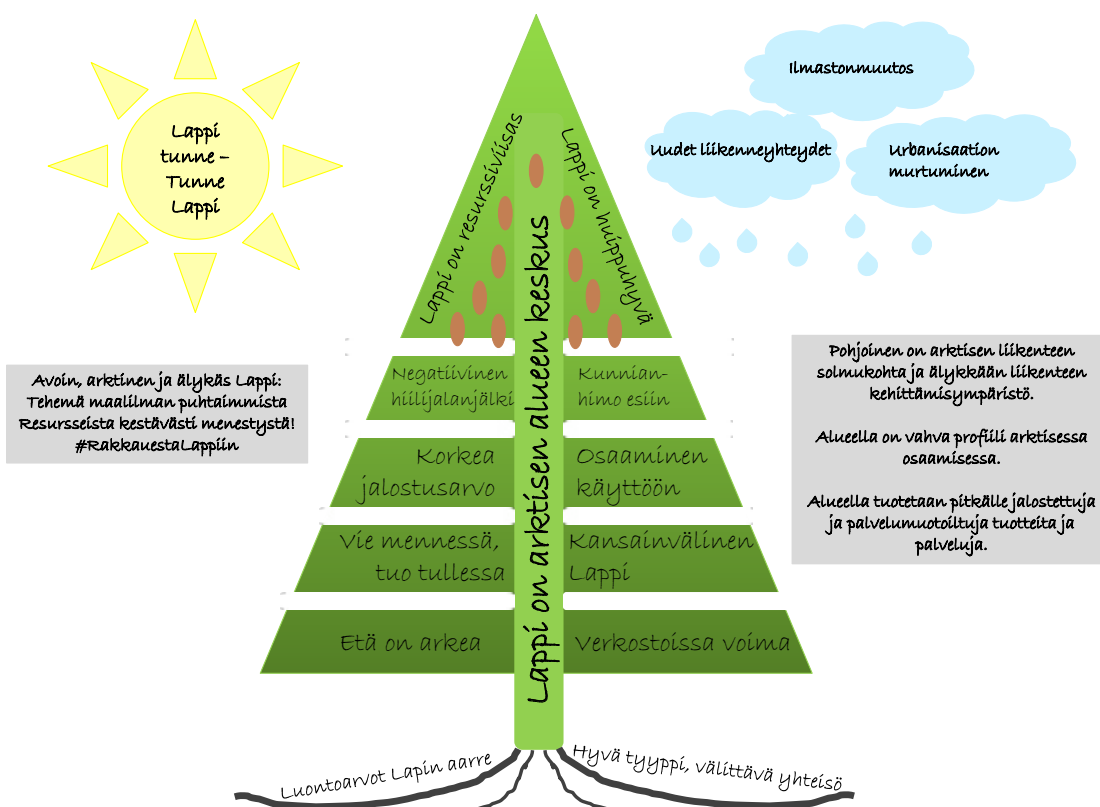 Lappi
tunne –
Tunne
Lappi
Ilmastonmuutos
Uudet liikenneyhteydet
Urbanisaation
murtuminen
Lappi on resurssiviisas
Lappi on huippuhyvä
Lappi on arktisen alueen keskus
Avoin, arktinen ja älykäs Lappi:
Tehemä maalilman puhtaimmista
Resursseista kestävästi menestystä!
#RakkauestaLappiin
Negatiivinen
hiilijalanjälki
Kunnian-
himo esiin
Korkea
jalostusarvo
Osaaminen
käyttöön
Vie mennessä,
tuo tullessa
Kansainvälinen
Lappi
Etä on arkea
Verkostoissa voima
Pohjoinen on arktisen liikenteen
solmukohta ja älykkään liikenteen
kehittämisympäristö.
Alueella on vahva profiili arktisessa
osaamisessa.
Alueella tuotetaan pitkälle jalostettuja
ja palvelumuotoiltuja tuotteita ja
palveluja.
Luontoarvot Lapin aarre
Hyvä tyyppi, välittävä yhteisö